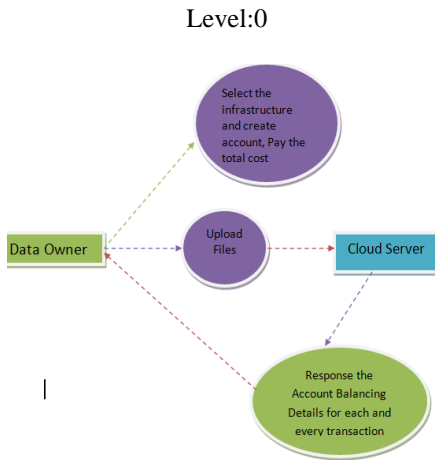 Level:0
Select the
infrastructure
and create
account, Pay the
total cost
Data Owner
Upload
Files
Cloud Server
Response the
Account Balancing
Details for each and
every transaction